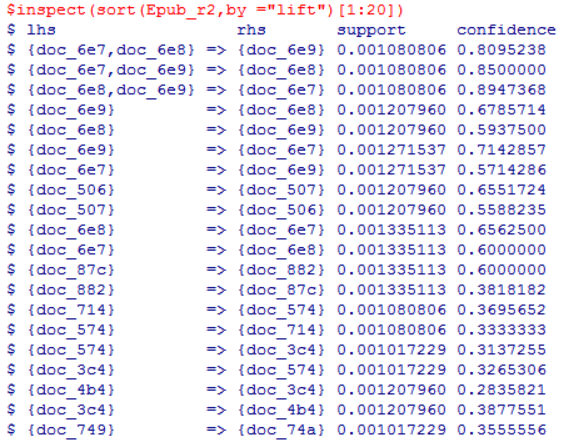 $inspect(sort(Epub_r2,by ="lift")[1:20])
$ lhs rhs support confidence
$ {doc_6e7,doc_6e8} => {doc_6e9} 0.001080806 0.8095238
$ {doc_6e7,doc_6e9} => {doc_6e8} 0.001080806 0.8500000
$ {doc_6e8,doc_6e9} => {doc_6e7} 0.001080806 0.8947368
$ {doc_6e9} => {doc_6e8} 0.001207960 0.6785714
$ {doc_6e8} => {doc_6e9} 0.001207960 0.5937500
$ {doc_6e9} => {doc_6e7} 0.001271537 0.7142857
$ {doc_6e7} => {doc_6e9} 0.001271537 0.5714286
$ {doc_506} => {doc_507} 0.001207960 0.6551724
$ {doc_507} => {doc_506} 0.001207960 0.5588235
$ {doc_6e8} => {doc_6e7} 0.001335113 0.6562500
$ {doc_6e7} => {doc_6e8} 0.001335113 0.6000000
$ {doc_87c} => {doc_882} 0.001335113 0.6000000
$ {doc_882} => {doc_87c} 0.001335113 0.3818182
$ {doc_714} => {doc_574} 0.001080806 0.3695652
$ {doc_574} => {doc_714} 0.001080806 0.3333333
$ {doc_574} => {doc_3c4} 0.001017229 0.3137255
$ {doc_3c4} => {doc_574} 0.001017229 0.3265306
$ {doc_4b4} => {doc_3c4} 0.001207960 0.2835821
$ {doc_3c4} => {doc_4b4} 0.001207960 0.3877551
$ {doc_749} => {doc_74a} 0.001017229 0.3555556